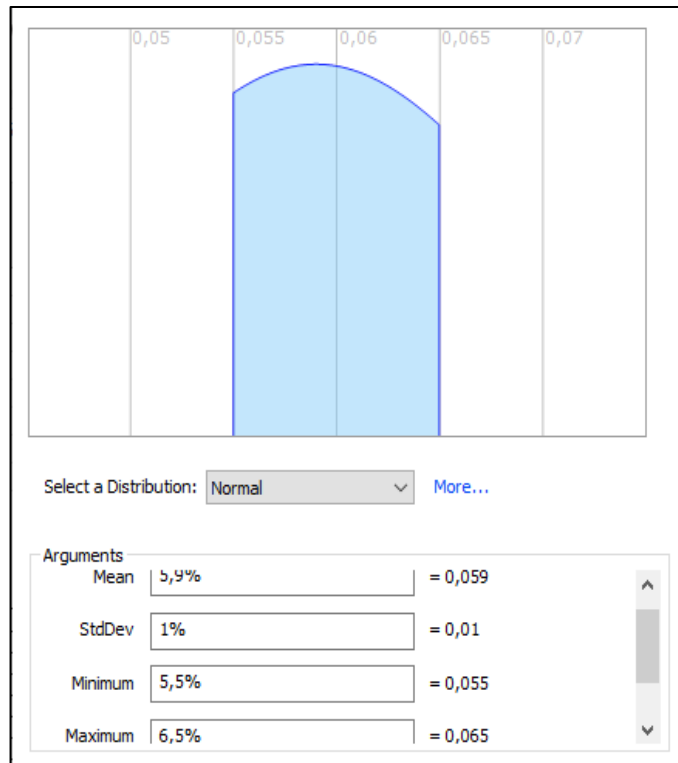 0,05 0,055 0,06 0,065 0,07
Select a Distribution: Normal More...
Arguments
Mean 5,9% = 0,059
StdDev 1% = 0,01
Minimum 5,5% = 0,055
Maximum 6,5% = 0,065